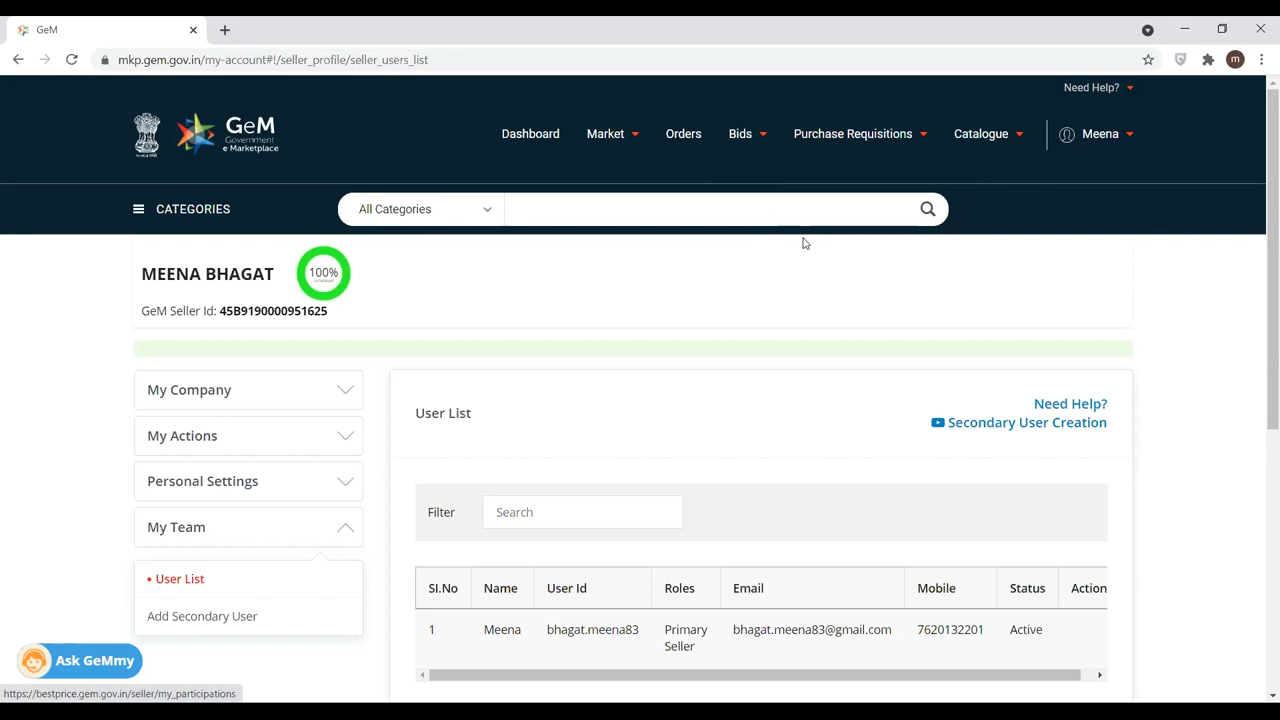 GeM
mkp.gem.gov.in/my-account#!/seller_profile/seller_users_list
m
Need Help?
GeM
Government
e Marketplace
Dashboard Market Orders Bids Purchase Requisitions Catalogue Meena
CATEGORIES
All Categories
MEENA BHAGAT
100%
GeM Seller Id: 45B9190000951625
My Company
My Actions
Personal Settings
My Team
• User List
Add Secondary User
User List
Need Help?
Secondary User Creation
Filter Search
Sl.No Name User Id Roles Email Mobile Status Action
1 Meena bhagat.meena83 Primary bhagat.meena83@gmail.com 7620132201 Active
Seller
Ask GeMmy
https://bestprice.gem.gov.in/seller/my_participations